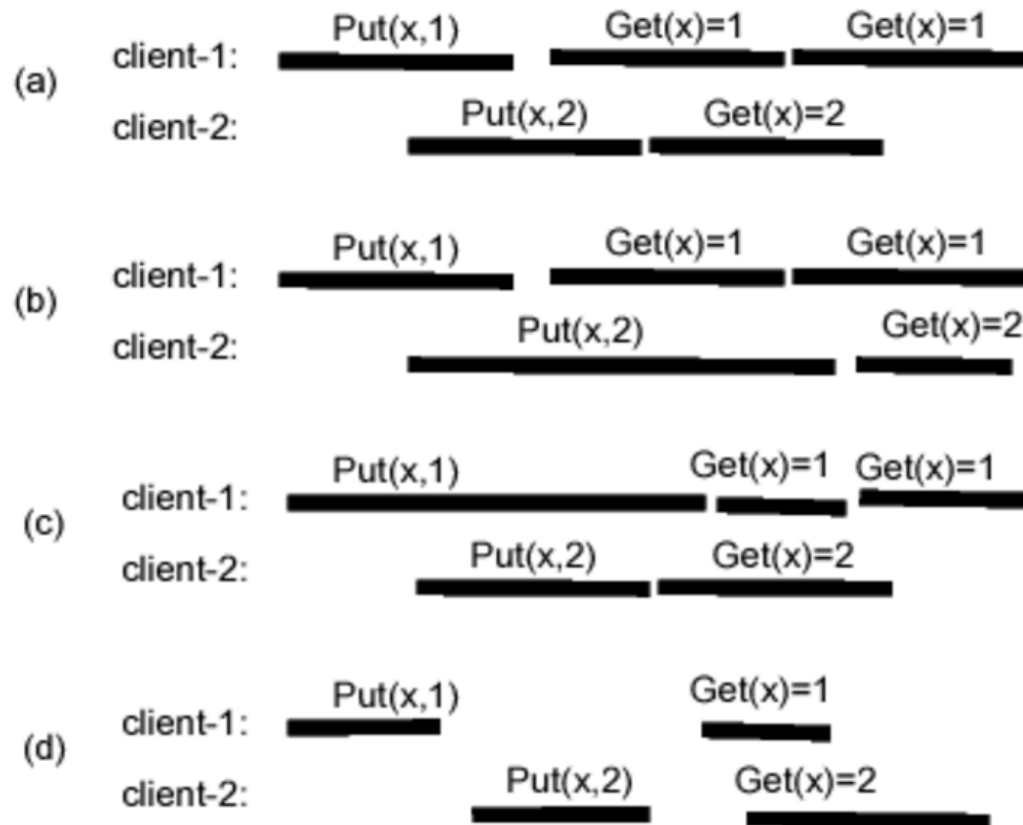 Put(x,1) Get(x)=1 Get(x)=1
client-1:
(a)
Put(x,2) Get(x)=2
client-2:
Put(x,1) Get(x)=1 Get(x)=1
client-1:
(b)
Put(x,2) Get(x)=2
client-2:
Put(x,1) Get(x)=1 Get(x)=1
client-1:
(c)
Put(x,2) Get(x)=2
client-2:
Put(x,1) Get(x)=1
client-1:
(d)
Put(x,2) Get(x)=2
client-2: